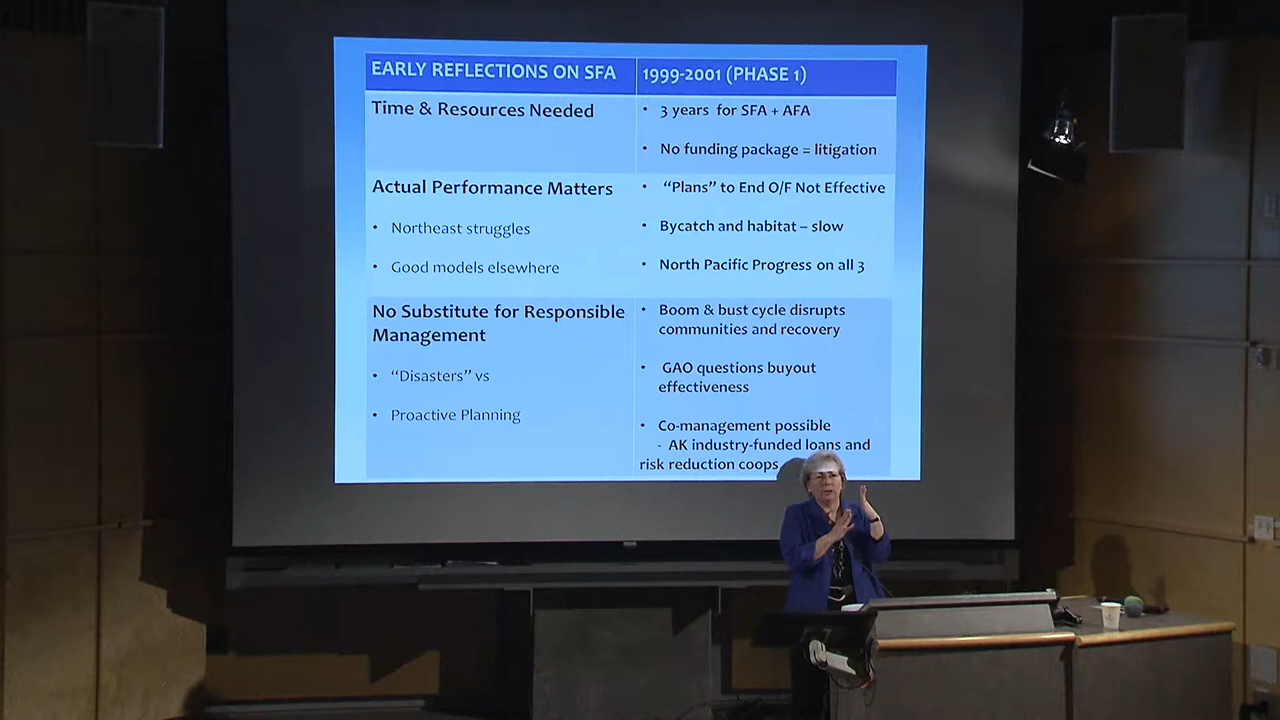 EARLY REFLECTIONS ON SFA
1999-2001 (PHASE 1)
Time & Resources Needed
• 3 years for SFA + AFA
• No funding package = litigation
Actual Performance Matters
• Northeast struggles
• Good models elsewhere
• “Plans” to End O/F Not Effective
• Bycatch and habitat – slow
• North Pacific Progress on all 3
No Substitute for Responsible
Management
• “Disasters” vs
• Proactive Planning
• Boom & bust cycle disrupts
communities and recovery
• GAO questions buyout
effectiveness
• Co-management possible
- AK industry-funded loans and
risk reduction coops